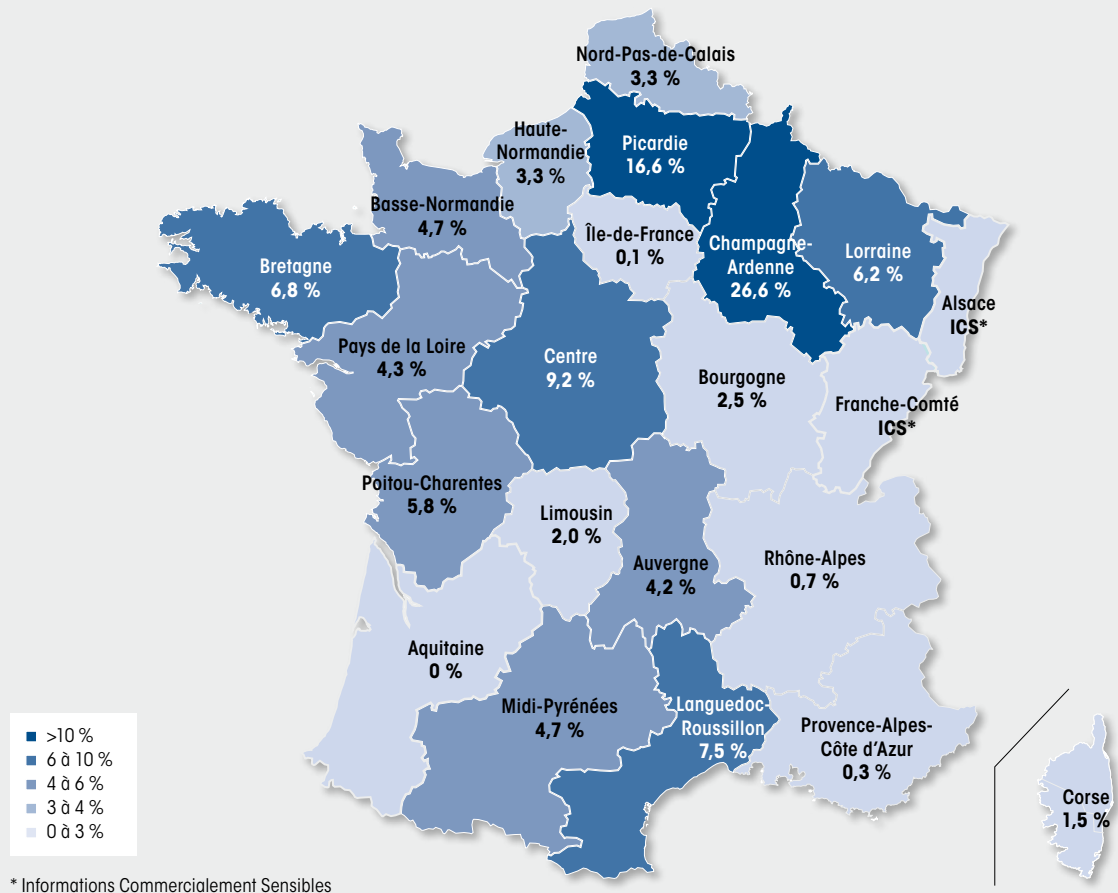 Nord-Pas-de-Calais
3,3 %
Haute-
Normandie
3,3 %
Picardie
16,6 %
Basse-Normandie
4,7 %
Île-de-France
0,1 %
Champagne-
Ardenne
26,6 %
Lorraine
6,2 %
Alsace
ICS*
Bretagne
6,8 %
Pays de la Loire
4,3 %
Centre
9,2 %
Bourgogne
2,5 %
Franche-Comté
ICS*
Poitou-Charentes
5,8 %
Limousin
2,0 %
Auvergne
4,2 %
Rhône-Alpes
0,7 %
Aquitaine
0 %
Midi-Pyrénées
4,7 %
Languedoc-
Roussillon
7,5 %
Provence-Alpes-
Côte d'Azur
0,3 %
Corse
1,5 %
>10 %
6 à 10 %
4 à 6 %
3 à 4 %
0 à 3 %
* Informations Commercialement Sensibles